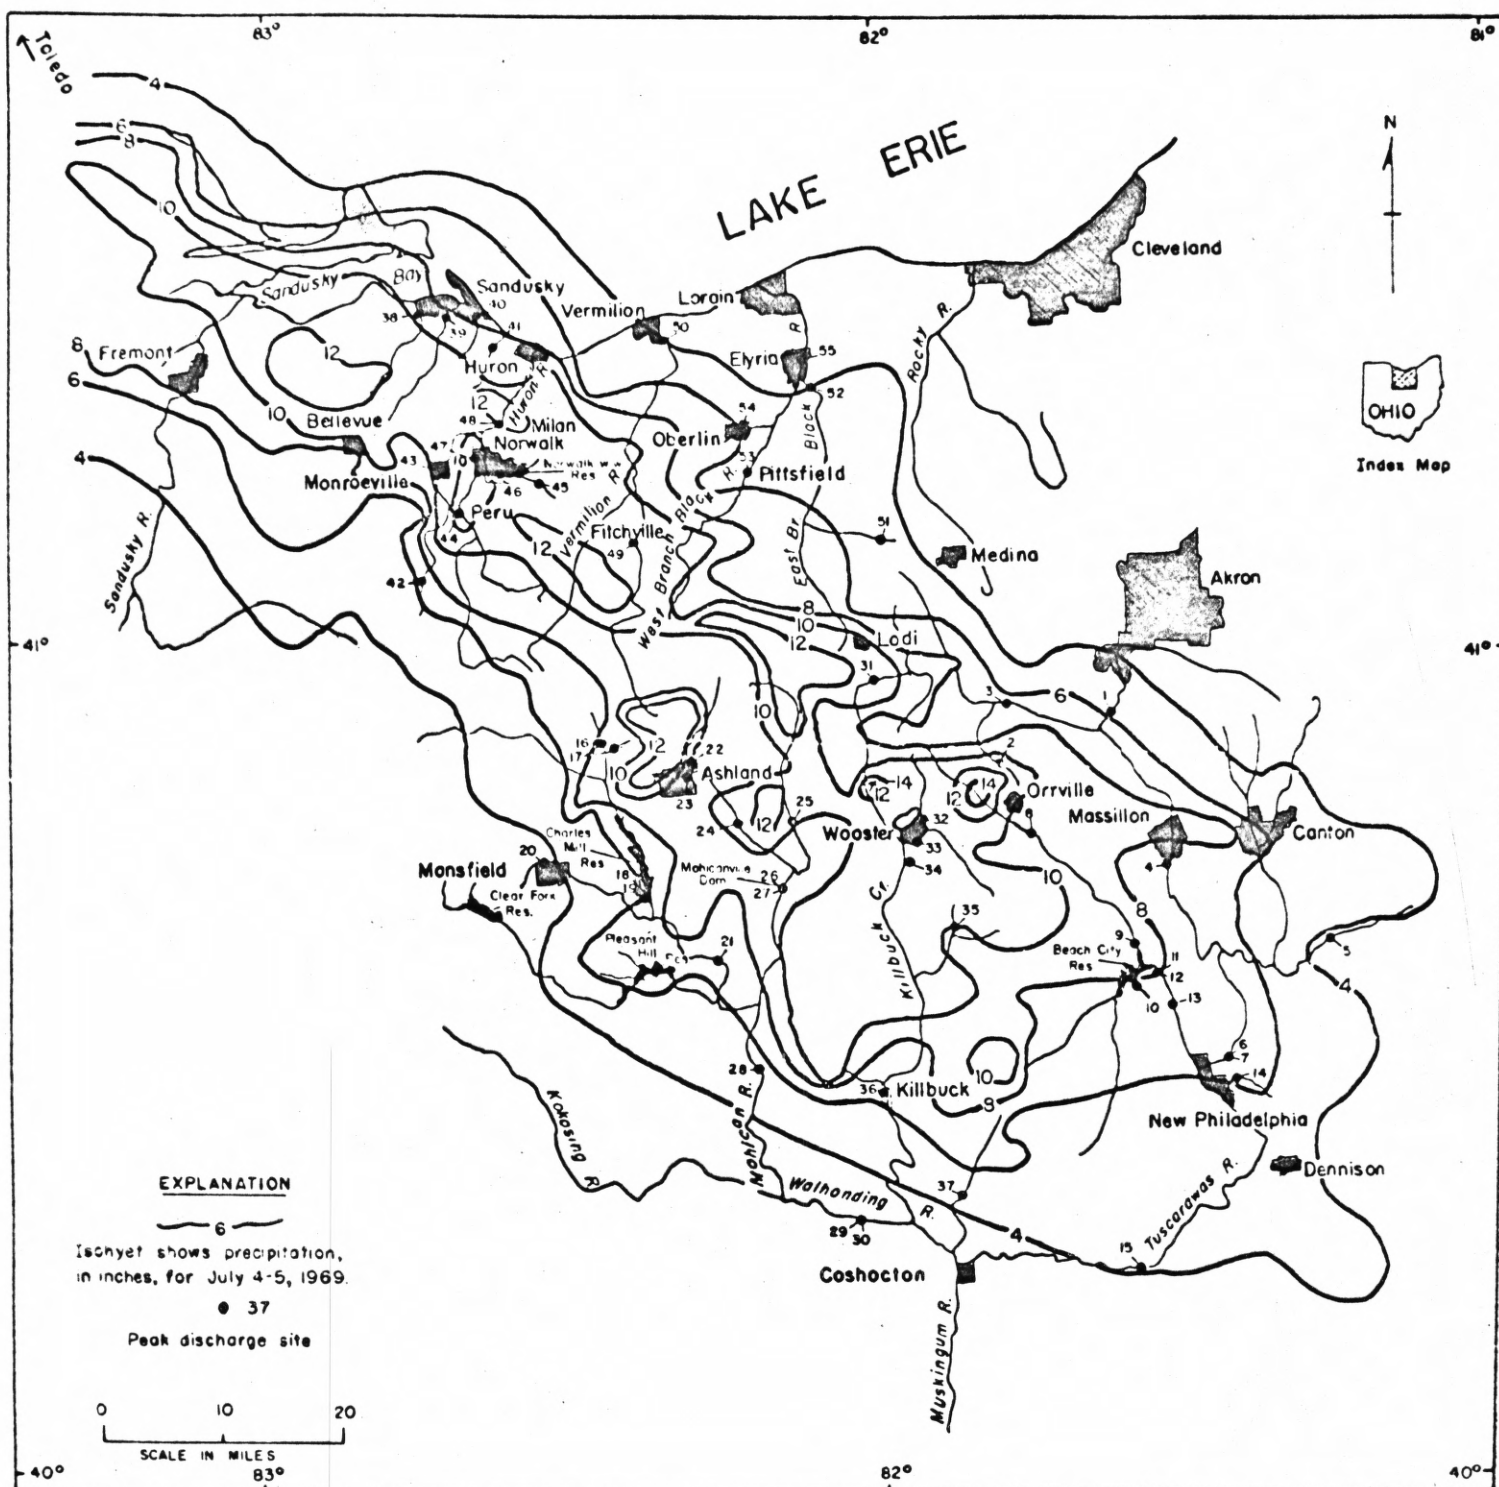 83°
82°
81°
Toledo
4
6
8
10
LAKE ERIE
N
Cleveland
Sandusky Bay
Sandusky
40
38
39
41
Vermilion
50
Lorain
R.
Rocky R.
Elyria
55
52
Black
8
6
Fremont
12
Huron
Huron R.
OHIO
Index Map
10
Bellevue
12
48
Milan
54
Oberlin
53
Pittsfield
4
47
10
Norwalk
43
Norwalk W.W.
Res
Monroeville
46
45
Peru
44
Vermilion R.
Fitchville
49
12
West Branch Black R.
East Br
51
Medina
Akron
Sandusky R.
42
41°
41°
8
10
12
Lodi
31
10
3
6
1
16
17
12
22
10
Ashland
23
2
14
12
14
12
Orrville
8
Massillon
Canton
24
12
25
Wooster
32
33
34
4
Charles
Mill
Res
18
19
20
Mansfield
Clear Fork
Res.
Mohicanville
Dam
26
27
10
8
Killbuck Cr.
35
Pleasant
Hill Res
21
9
Beach City
Res
11
12
10
13
5
4
6
7
14
28
36
Killbuck
10
8
New Philadelphia
Kokosing R.
Mohican R.
Dennison
Walhonding
R.
37
29
30
4
15
Tuscarawas R.
Coshocton
Muskingum R.
EXPLANATION
6
Isohyet shows precipitation,
in inches, for July 4-5, 1969.
37
Peak discharge site
0 10 20
SCALE IN MILES
40°
83°
82°
40°